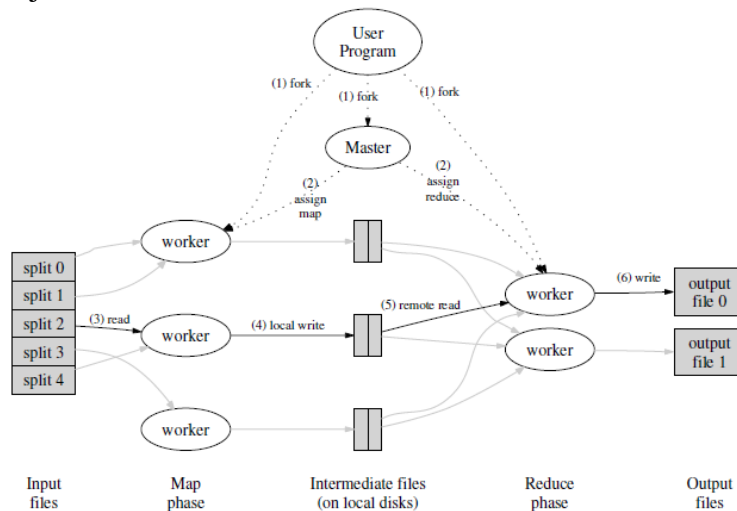 User
Program
(1) fork
(1) fork
(1) fork
Master
(2)
assign
map
(2)
assign
reduce
worker
split 0
split 1
split 2
split 3
split 4
(3) read
worker
(4) local write
(5) remote read
worker
(6) write
output
file 0
worker
output
file 1
worker
Input
files
Map
phase
Intermediate files
(on local disks)
Reduce
phase
Output
files